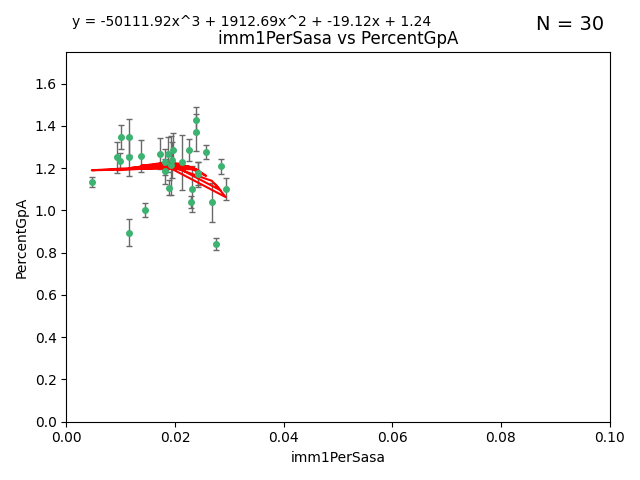 y = -50111.92x^3 + 1912.69x^2 + -19.12x + 1.24
N = 30
imm1PerSasa vs PercentGpA
PercentGpA
1.6
1.4
1.2
1.0
0.8
0.6
0.4
0.2
0.0
0.00 0.02 0.04 0.06 0.08 0.10
imm1PerSasa